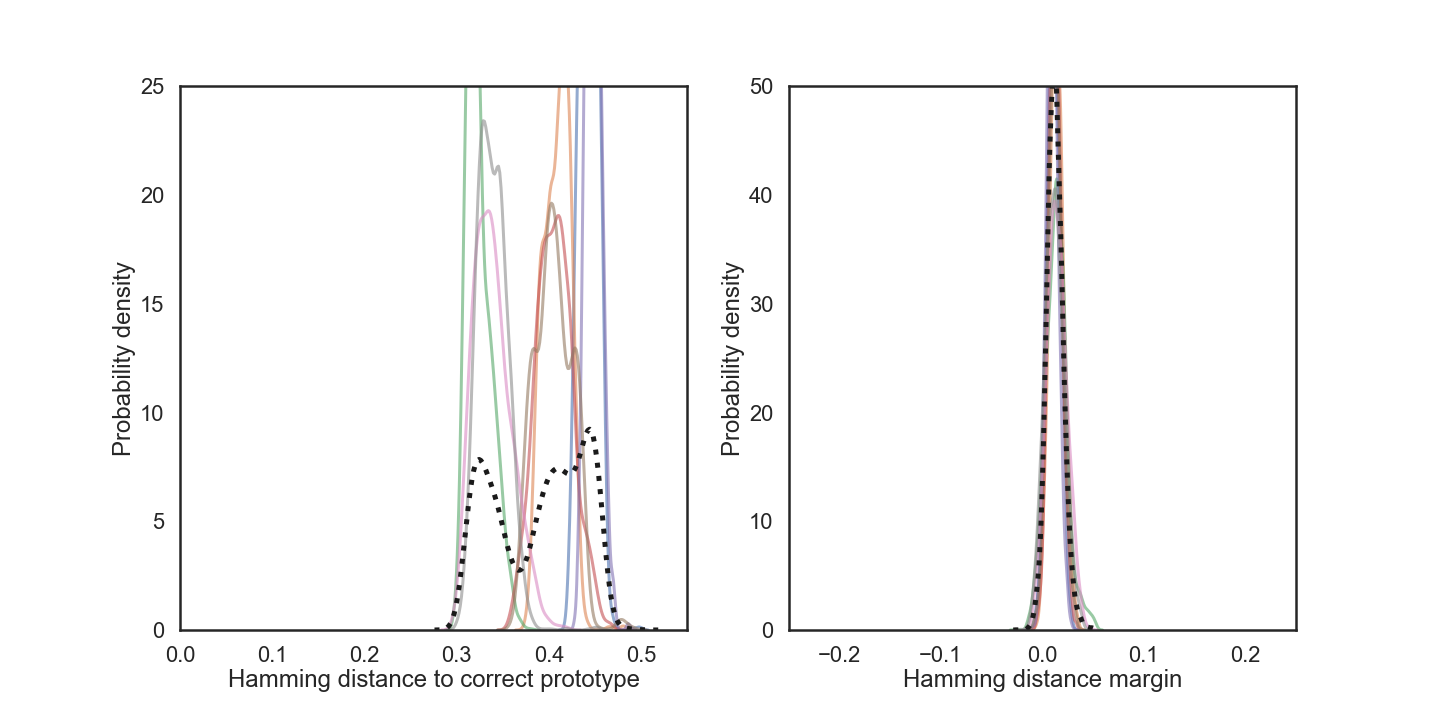 25
20
15
10
5
0
0.0 0.1 0.2 0.3 0.4 0.5
Hamming distance to correct prototype
Probability density
50
40
30
20
10
0
−0.2 −0.1 0.0 0.1 0.2
Hamming distance margin
Probability density